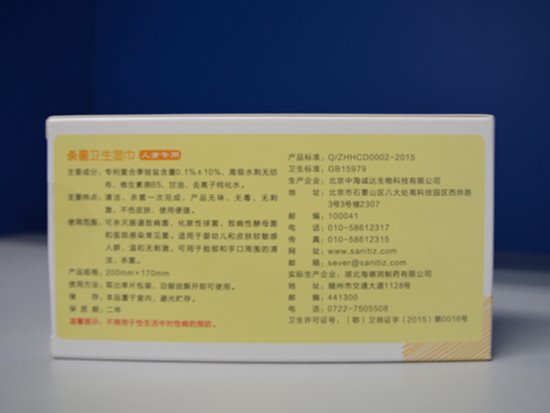 杀菌卫生湿巾 儿童专用
主要成分：专利复合季铵盐含量0.1%±10%、高级水刺无纺
布、维生素原B5、甘油、去离子纯化水。
主要特点：清洁、杀菌一次完成，产品无味、无毒、无刺
激、不伤皮肤、使用便捷。
使用范围：可杀灭肠道致病菌、化脓性球菌、致病性酵母菌
和医院感染常见菌。适用于婴幼儿和皮肤较敏感
人群，温和无刺激，可用于脸部和手口周围的清
洁、杀菌。
产品规格：200mm×170mm
使用方法：取出单片包装，沿锯齿撕开即可使用。
储 存：本品置于室内，避光贮存。
保 质 期：二年
温馨提示：不得用于性生活中对性病的预防。
产品标准：Q/ZHHCD0002-2015
卫生标准：GB15979
生产企业：北京中海诚达生物科技有限公司
地 址：北京市石景山区八大处高科技园区西井路
3号3号楼2307
邮 编：100041
电 话：010-58612317
传 真：010-58612315
网 址：www.sanitiz.com
邮 箱：sever@sanitiz.com
实际生产企业：湖北海德润制药有限公司
地 址：随州市交通大道1128号
邮 编：441300
电 话：0722-7505508
卫生许可证号：（鄂）卫消证字（2015）第0016号